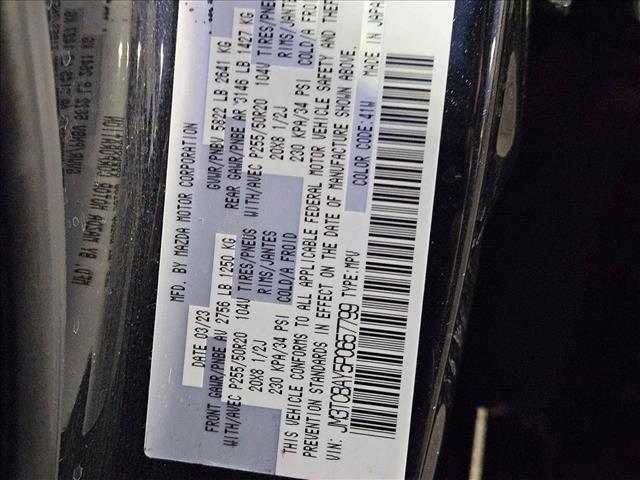 MFD. BY MAZDA MOTOR CORPORATION
DATE 03/23
GVWR/PNBV 5822 LB 2641 KG
FRONT GAWR/PNBE AV 2756 LB 1250 KG
REAR GAWR/PNBE AR 3146 LB 1427 KG
WITH/AVEC P255/50R20 104V TIRES/PNEUS
WITH/AVEC P255/50R20 104V TIRES/PNEUS
20X8 1/2J RIMS/JANTES
20X8 1/2J RIMS/JANTES
230 KPA/34 PSI COLD/A FROID
230 KPA/34 PSI COLD/A FROID
THIS VEHICLE CONFORMS TO ALL APPLICABLE FEDERAL MOTOR VEHICLE SAFETY AND THEFT
PREVENTION STANDARDS IN EFFECT ON THE DATE OF MANUFACTURE SHOWN ABOVE.
VIN: TYPE:MPV COLOR CODE:41W MADE IN JAPAN